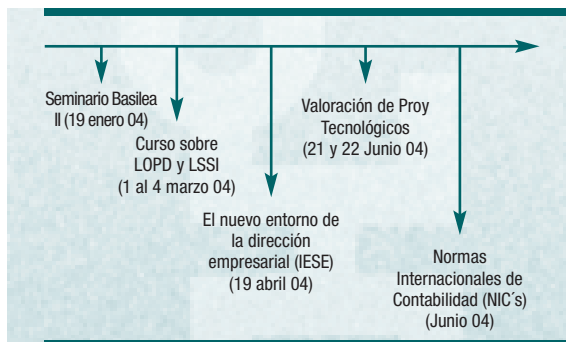 Seminario Basilea
II (19 enero 04)
Curso sobre
LOPD y LSSI
(1 al 4 marzo 04)
El nuevo entorno de
la dirección
empresarial (IESE)
(19 abril 04)
Valoración de Proy
Tecnológicos
(21 y 22 Junio 04)
Normas
Internacionales de
Contabilidad (NIC´s)
(Junio 04)